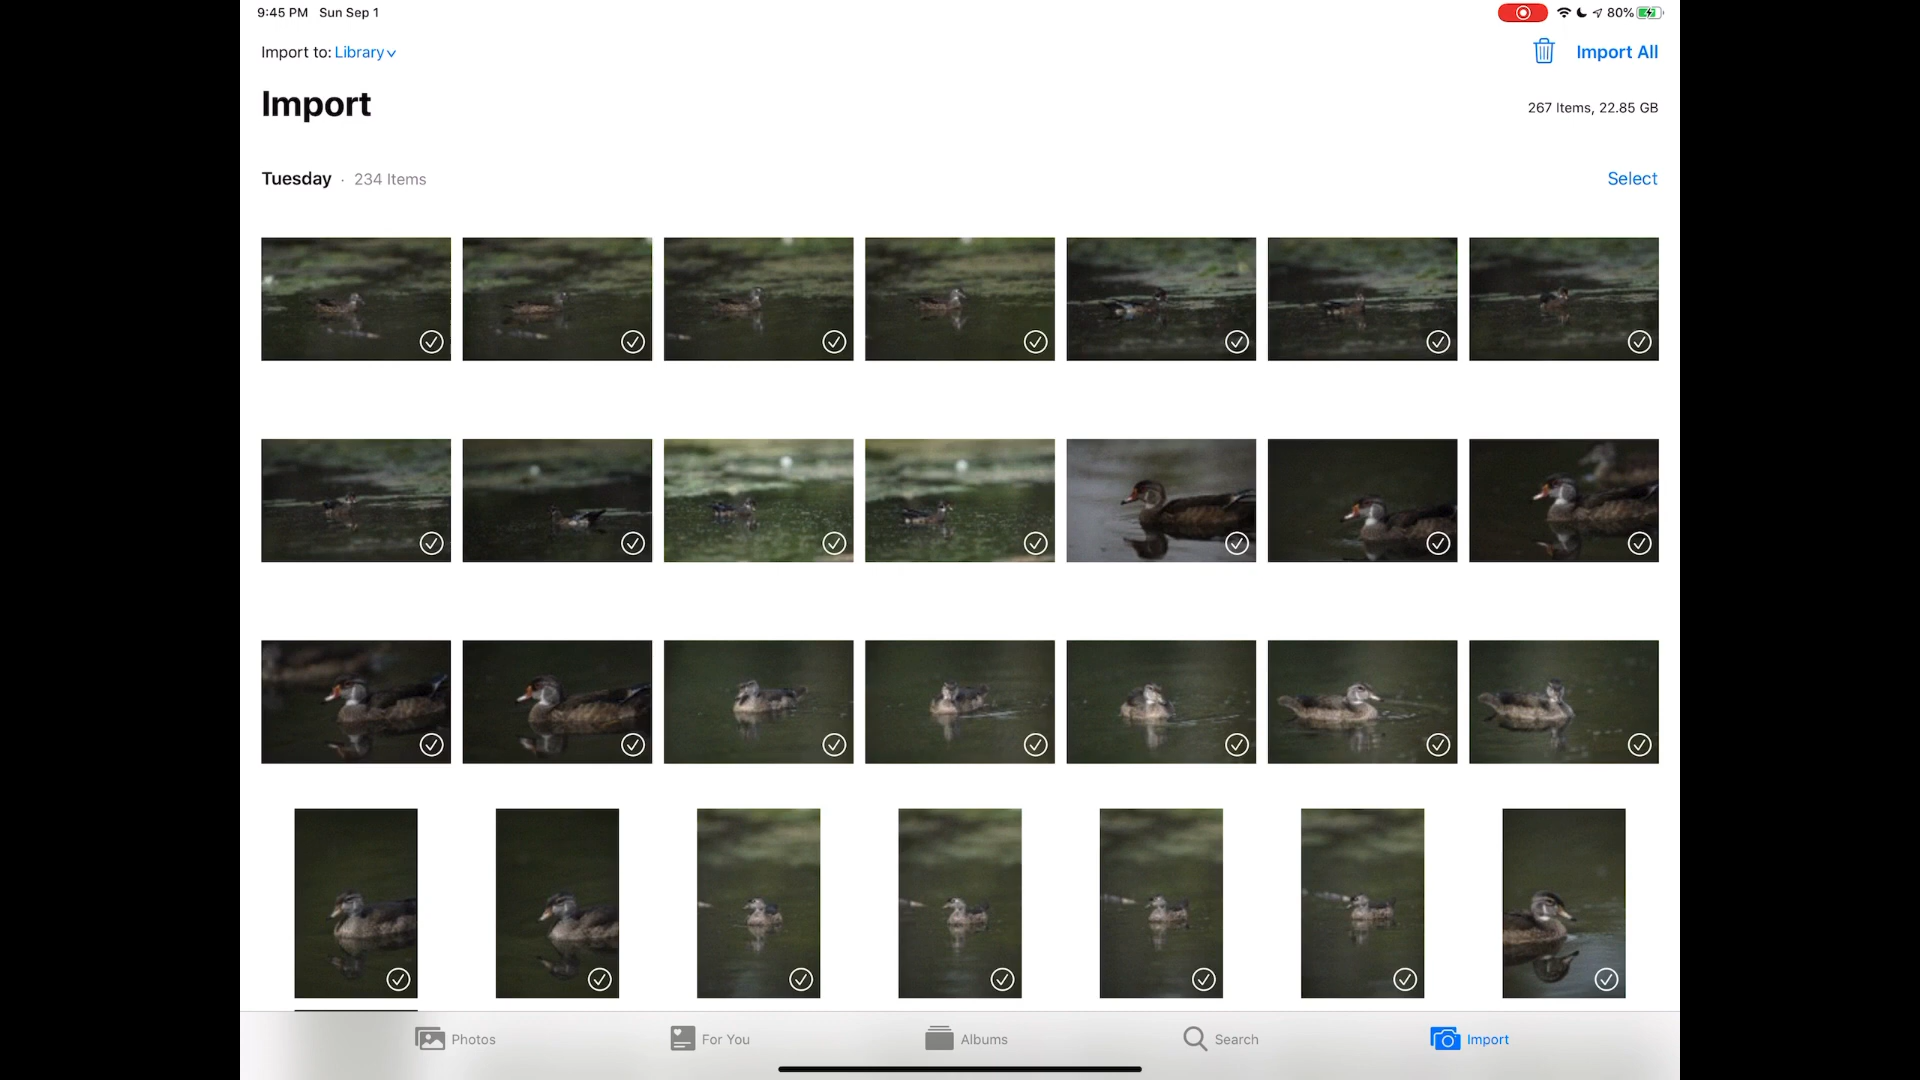 9:45 PM Sun Sep 1
80%
Import to: Library
Import All
Import
267 Items, 22.85 GB
Tuesday · 234 Items
Select
Photos
For You
Albums
Search
Import